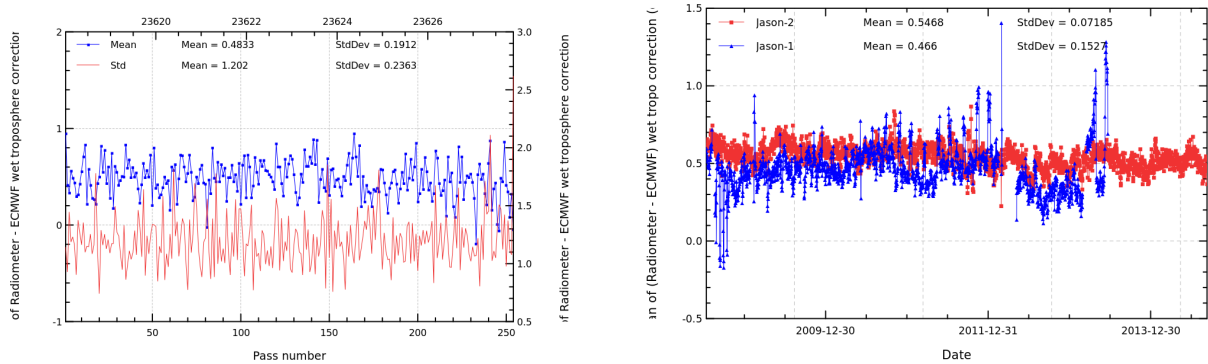 23620 23622 23624 23626
2 3.0
Mean Mean = 0.4833 StdDev = 0.1912
Std Mean = 1.202 StdDev = 0.2363
2.5
1 2.0
1.5
0 1.0
-1 0.5
50 100 150 200 250
Pass number
of Radiometer - ECMWF wet troposphere correction
of Radiometer - ECMWF wet troposphere correction
1.5
Jason-2 Mean = 0.5468 StdDev = 0.07185
Jason-1 Mean = 0.466 StdDev = 0.1527
1.0
0.5
0.0
-0.5
2009-12-30 2011-12-31 2013-12-30
Date
of (Radiometer - ECMWF) wet tropo correction (